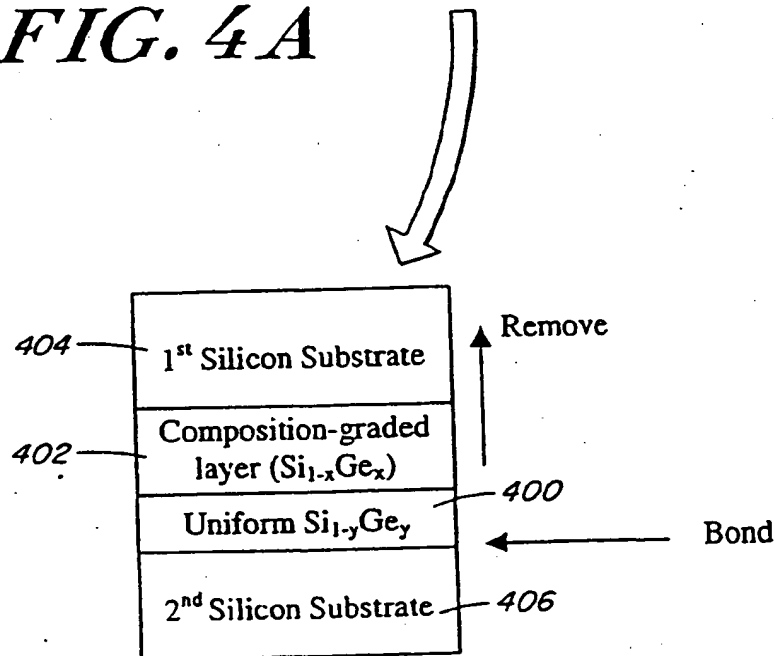 FIG. 4A
404
1st Silicon Substrate
Remove
402
Composition-graded
layer (Si1-xGex)
400
Uniform Si1-yGey
Bond
2nd Silicon Substrate
406